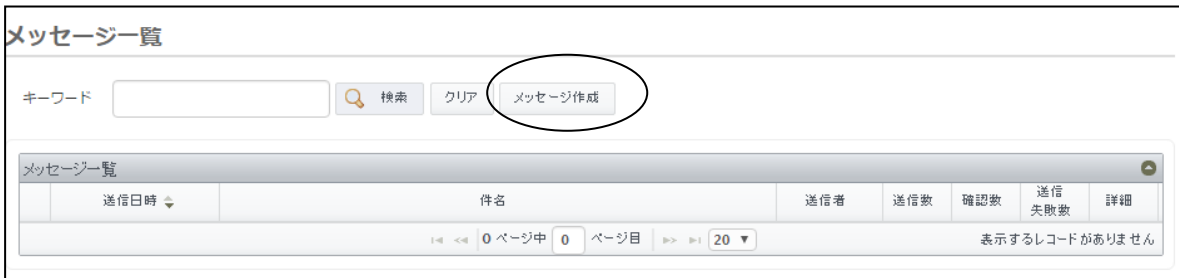 メッセージ一覧
キーワード 検索 クリア メッセージ作成
メッセージ一覧
送信日時 件名 送信者 送信数 確認数 送信失敗数 詳細
0 ページ中 0 ページ目 20 表示するレコードがありません